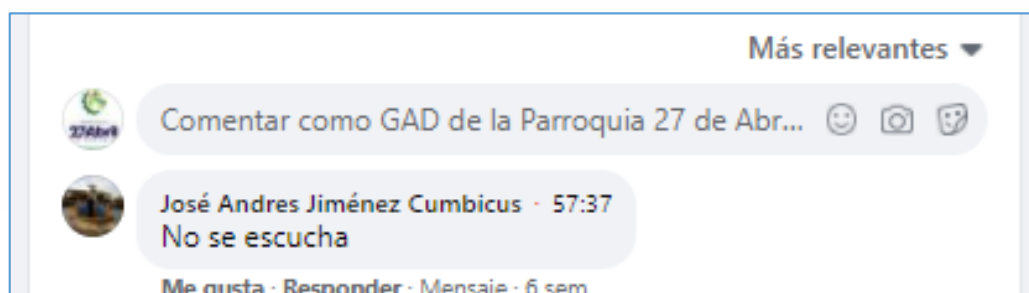 Más relevantes
27Abril
Comentar como GAD de la Parroquia 27 de Abr...
José Andres Jiménez Cumbicus · 57:37
No se escucha
Me gusta · Responder · Mensaje · 6 sem